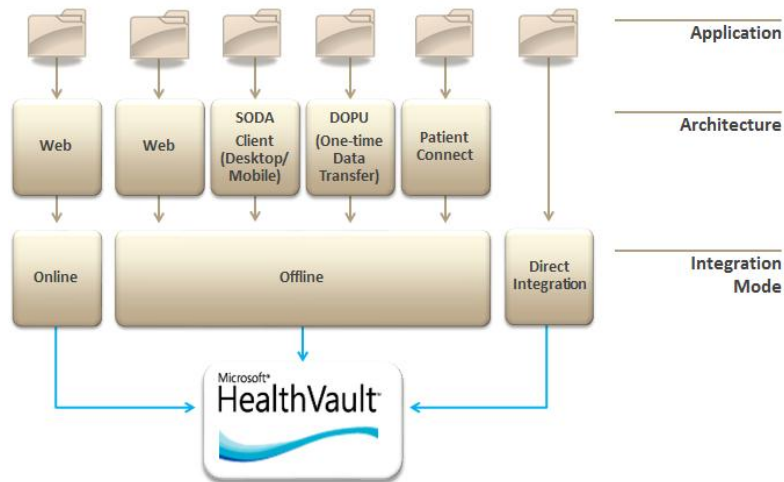 Application
Web
Web
SODA
Client
(Desktop/
Mobile)
DOPU
(One-time
Data
Transfer)
Patient
Connect
Architecture
Online
Offline
Direct
Integration
Integration
Mode
Microsoft®
HealthVault™